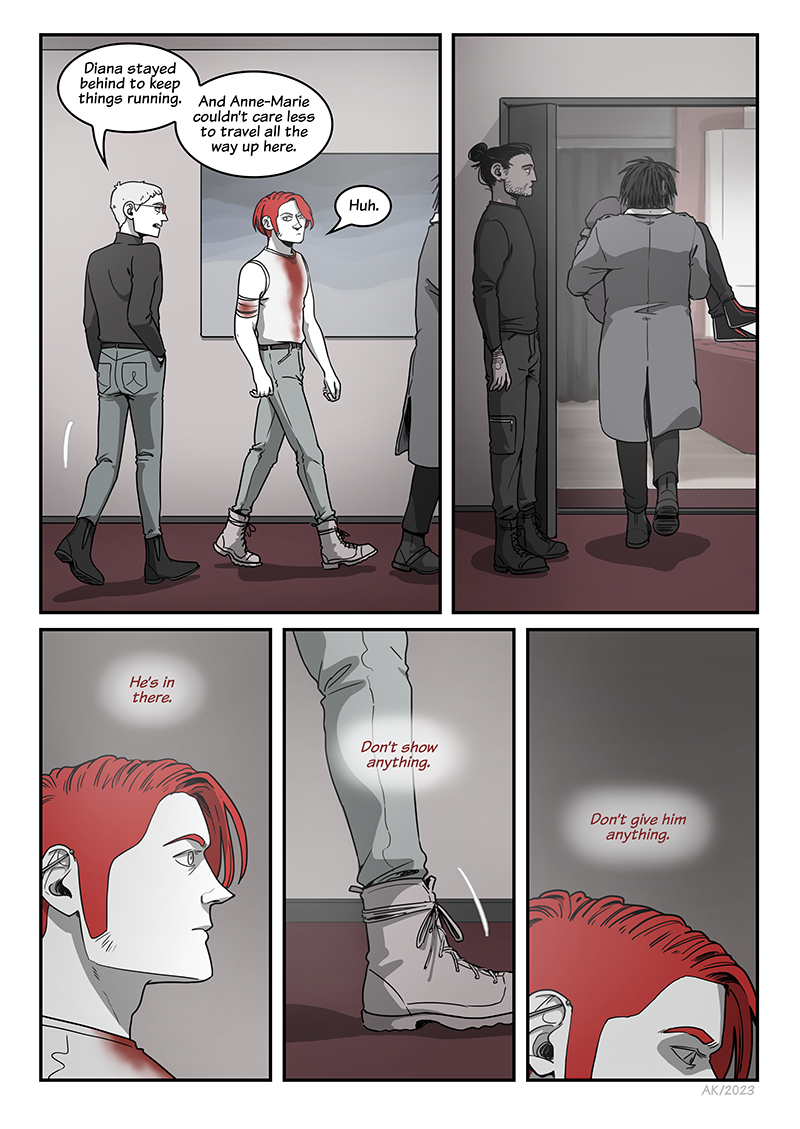 Diana stayed
behind to keep
things running.
And Anne-Marie
couldn't care less
to travel all the
way up here.
Huh.
He's in
there.
Don't show
anything.
Don't give him
anything.
AK/2023